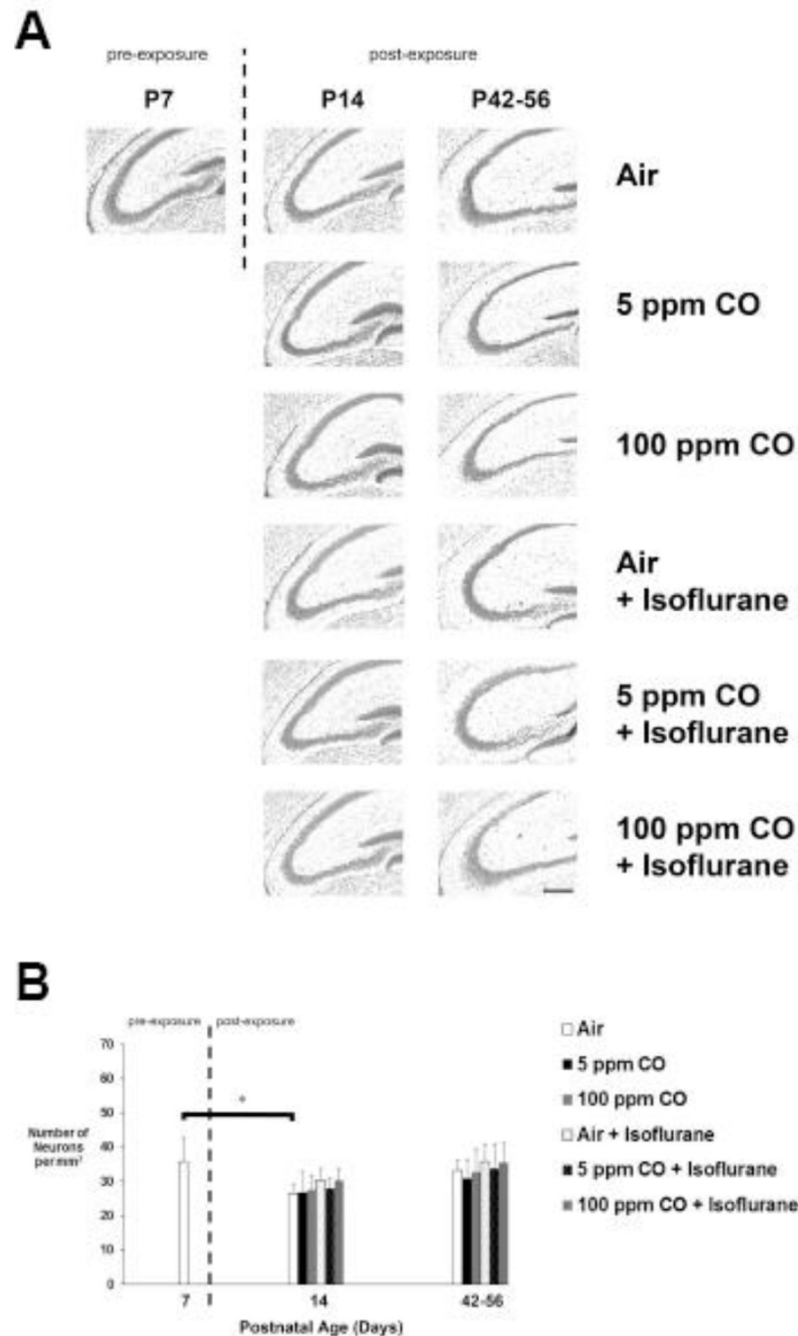 A
pre-exposure
post-exposure
P7
P14
P42-56
Air
5 ppm CO
100 ppm CO
Air
+ Isoflurane
5 ppm CO
+ Isoflurane
100 ppm CO
+ Isoflurane
B
pre-exposure
post-exposure
70
60
50
40
30
20
10
0
*
Number of
Neurons
per mm²
7
14
42-56
Postnatal Age (Days)
Air
5 ppm CO
100 ppm CO
Air + Isoflurane
5 ppm CO + Isoflurane
100 ppm CO + Isoflurane